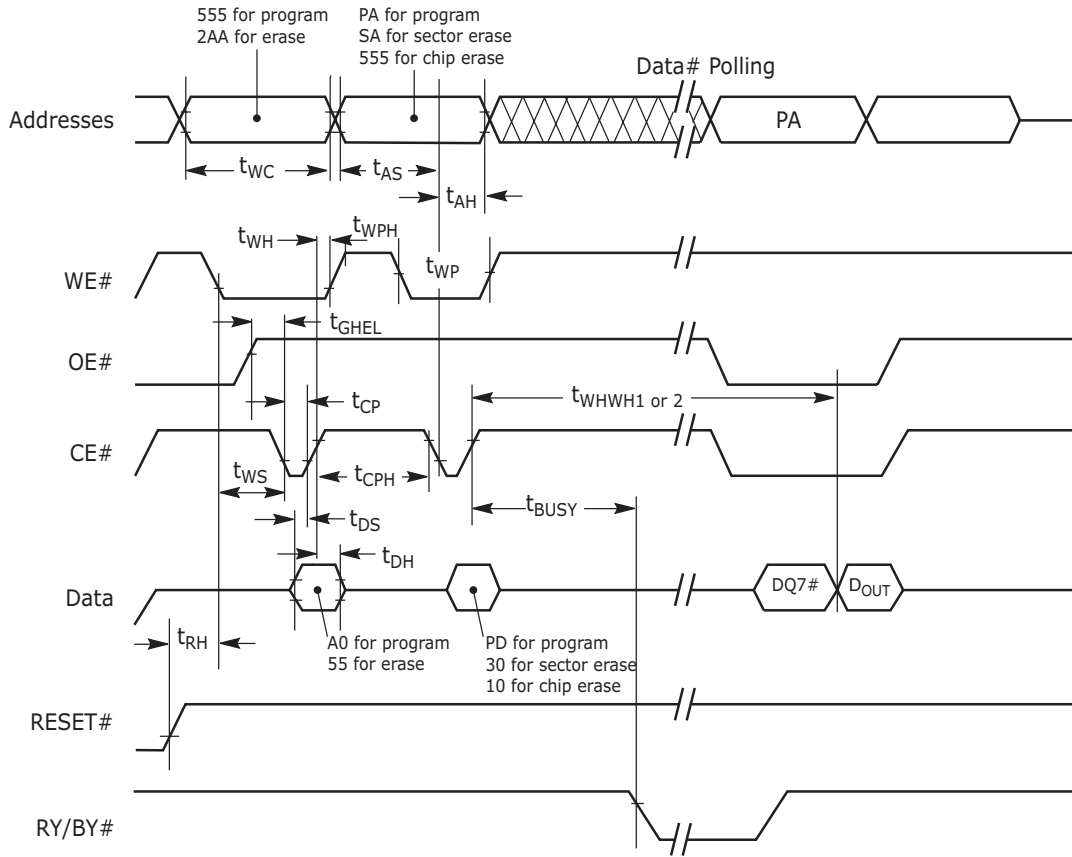 555 for program
2AA for erase
PA for program
SA for sector erase
555 for chip erase
Data# Polling
Addresses
PA
tWC
tAS
tAH
tWH
tWPH
tWP
WE#
tGHEL
OE#
tCP
tWHWH1 or 2
CE#
tWS
tCPH
tBUSY
tDS
tDH
Data
DQ7#
DOUT
tRH
A0 for program
55 for erase
PD for program
30 for sector erase
10 for chip erase
RESET#
RY/BY#